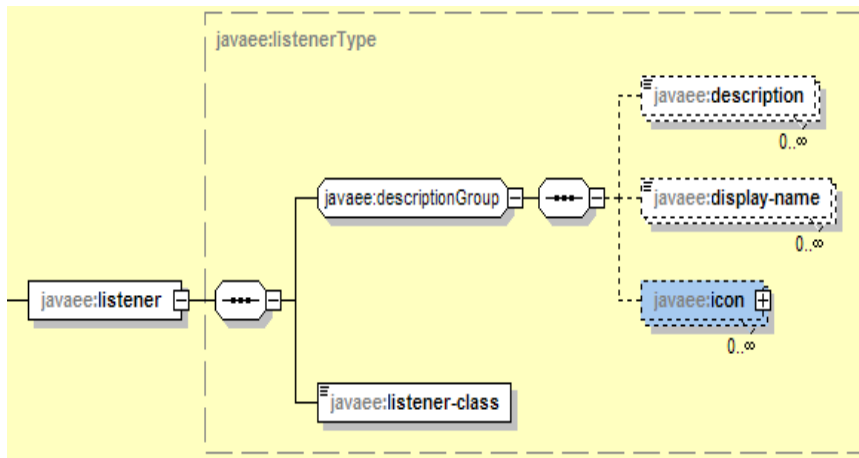 javaee:listenerType
javaee:description
0..∞
javaee:descriptionGroup
javaee:display-name
0..∞
javaee:listener
javaee:icon
0..∞
javaee:listener-class